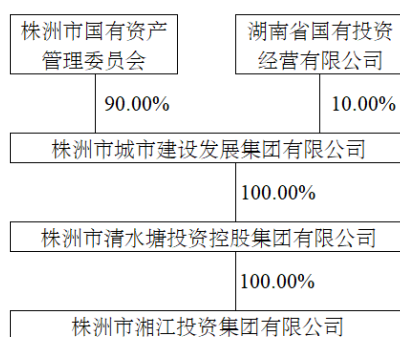 株洲市国有资产
管理委员会
湖南省国有投资
经营有限公司
90.00%
10.00%
株洲市城市建设发展集团有限公司
100.00%
株洲市清水塘投资控股集团有限公司
100.00%
株洲市湘江投资集团有限公司